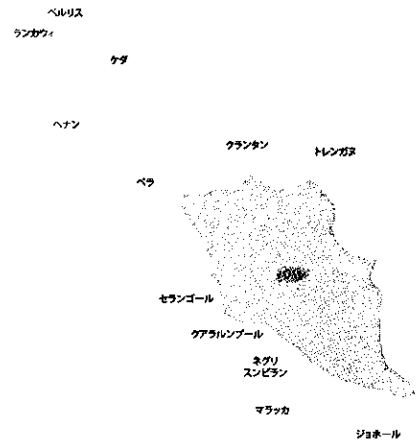 ペルリス
ランカウィ
ケダ
ペナン
クランタン
トレンガヌ
ペラ
セランゴール
クアラルンプール
ネグリ
スンビラン
マラッカ
ジョホール